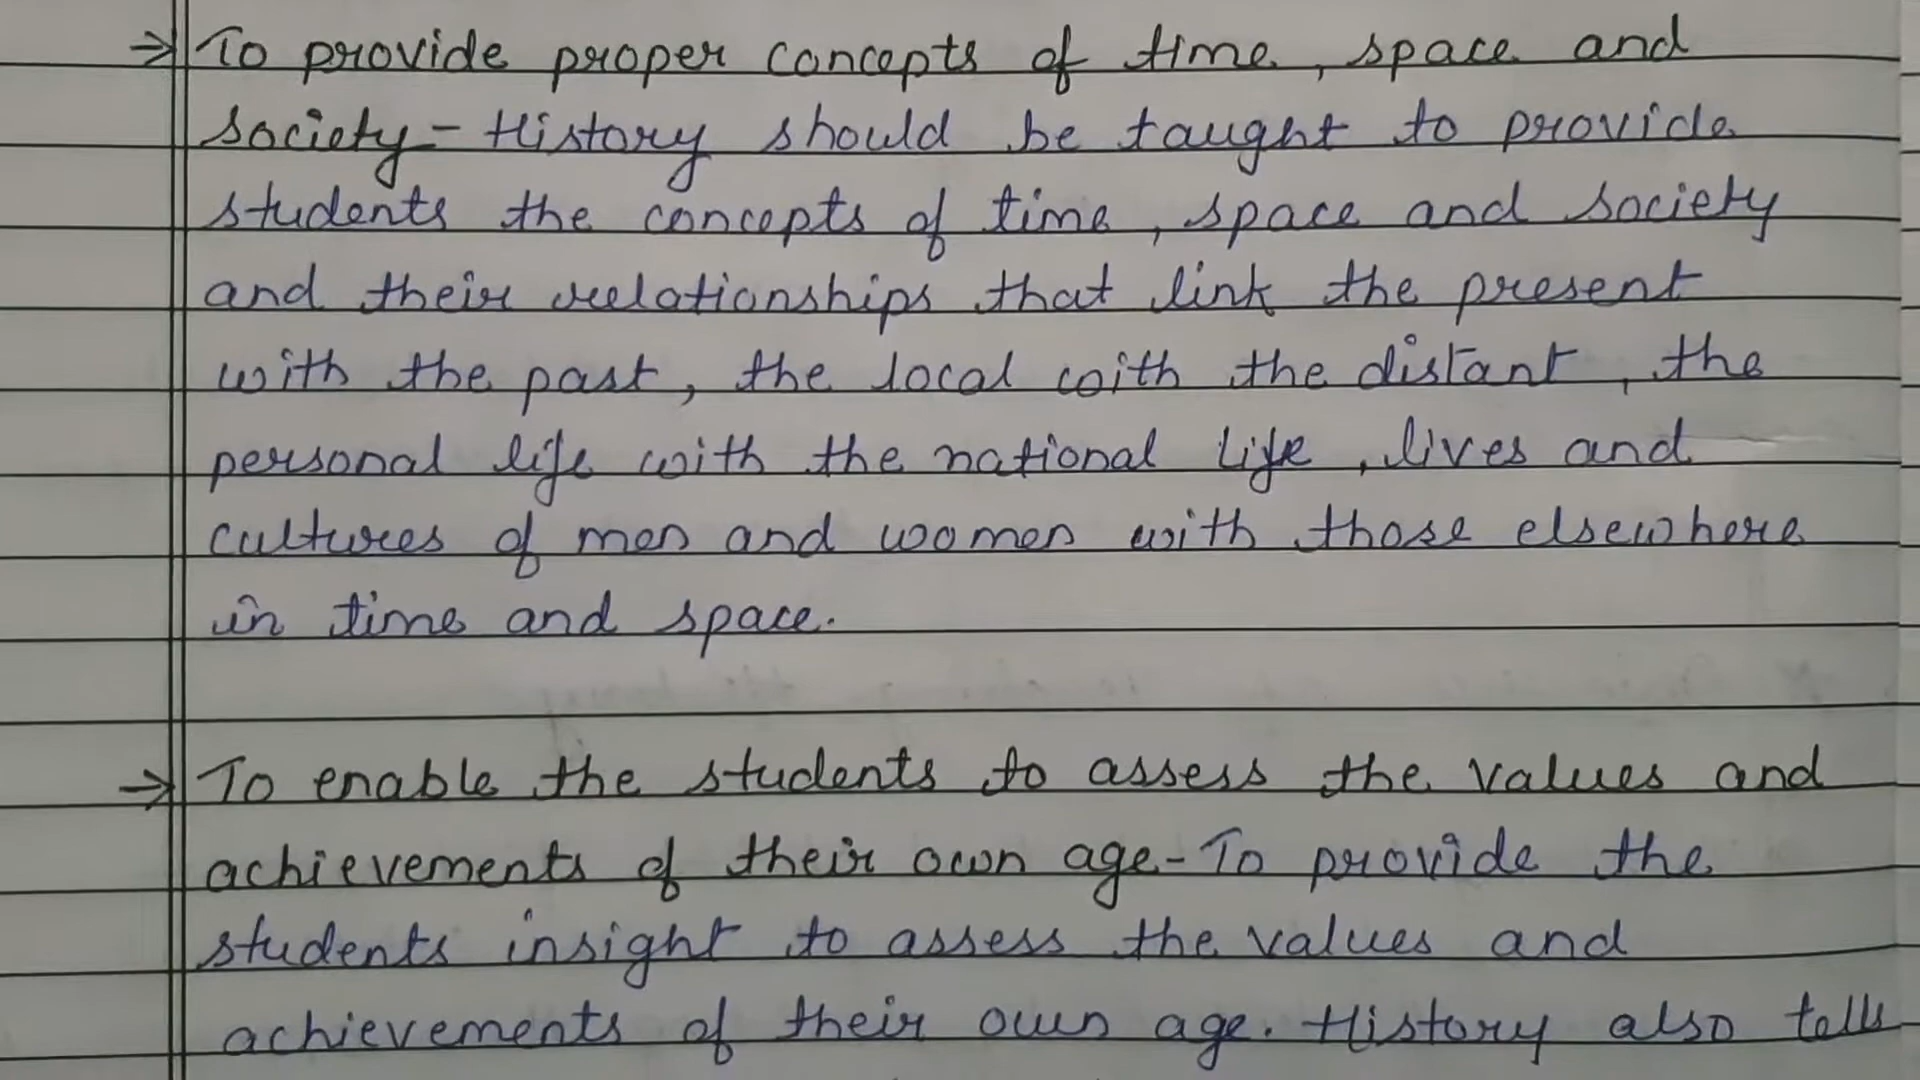 ⇒ To provide proper concepts of time, space and
society - History should be taught to provide
students the concepts of time, space and society
and their relationships that link the present
with the past, the local with the distant, the
personal life with the national life, lives and
cultures of men and women with those elsewhere
in time and space.
→ To enable the students to assess the values and
achievements of their own age - To provide the
students insight to assess the values and
achievements of their own age. History also tells